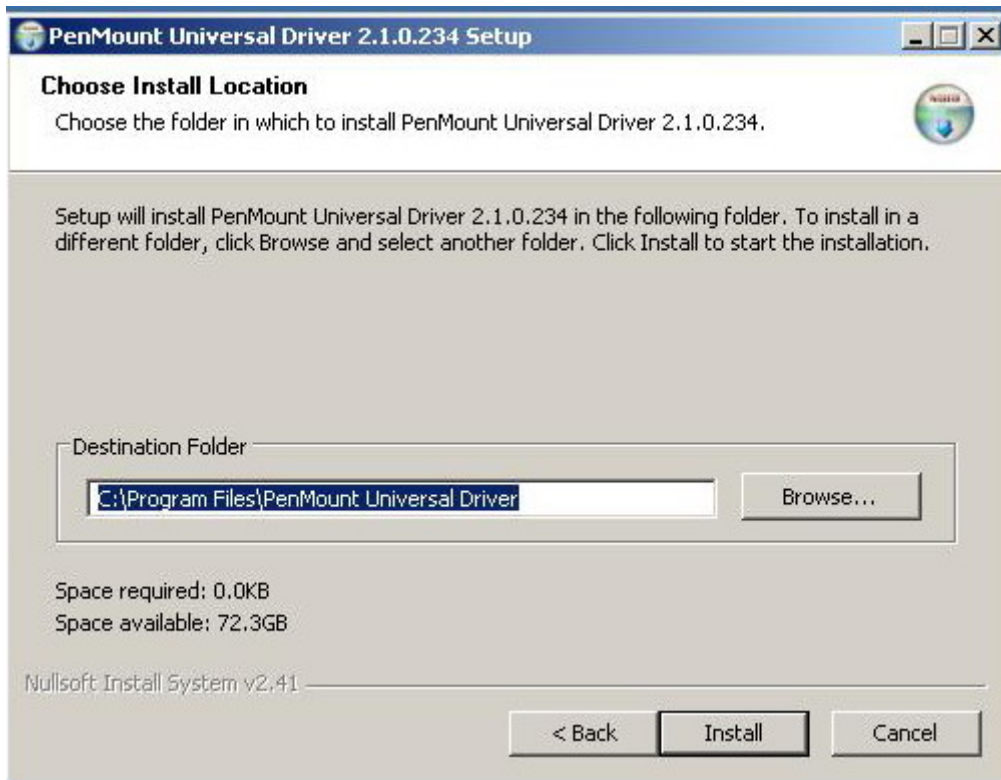 PenMount Universal Driver 2.1.0.234 Setup
Choose Install Location
Choose the folder in which to install PenMount Universal Driver 2.1.0.234.
Setup will install PenMount Universal Driver 2.1.0.234 in the following folder. To install in a
different folder, click Browse and select another folder. Click Install to start the installation.
Destination Folder
C:\Program Files\PenMount Universal Driver
Browse...
Space required: 0.0KB
Space available: 72.3GB
Nullsoft Install System v2.41
< Back
Install
Cancel